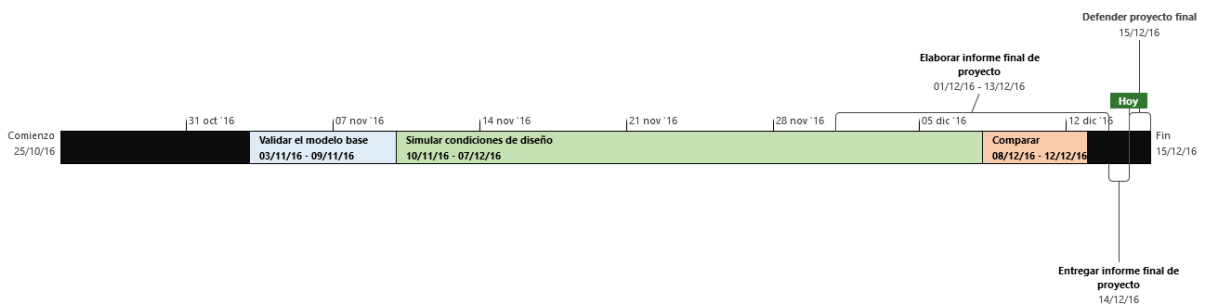 Defender proyecto final
15/12/16
Elaborar informe final de
proyecto
01/12/16 - 13/12/16
Hoy
31 oct '16
07 nov '16
14 nov '16
21 nov '16
28 nov '16
05 dic '16
12 dic '16
Comienzo
25/10/16
Validar el modelo base
03/11/16 - 09/11/16
Simular condiciones de diseño
10/11/16 - 07/12/16
Comparar
08/12/16 - 12/12/16
Fin
15/12/16
Entregar informe final de
proyecto
14/12/16